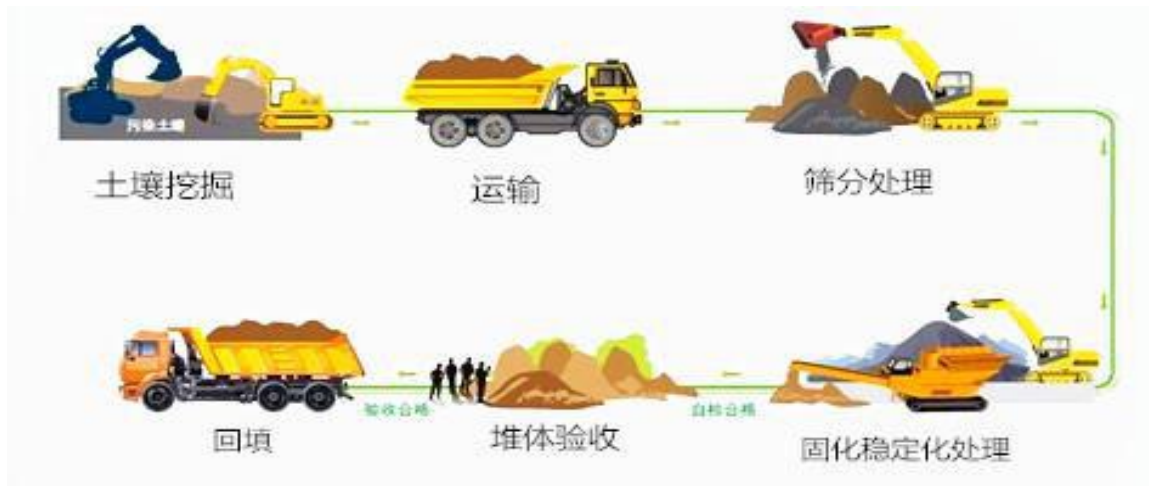 污染土壤
土壤挖掘
运输
筛分处理
验收合格
自检合格
回填
堆体验收
固化稳定化处理